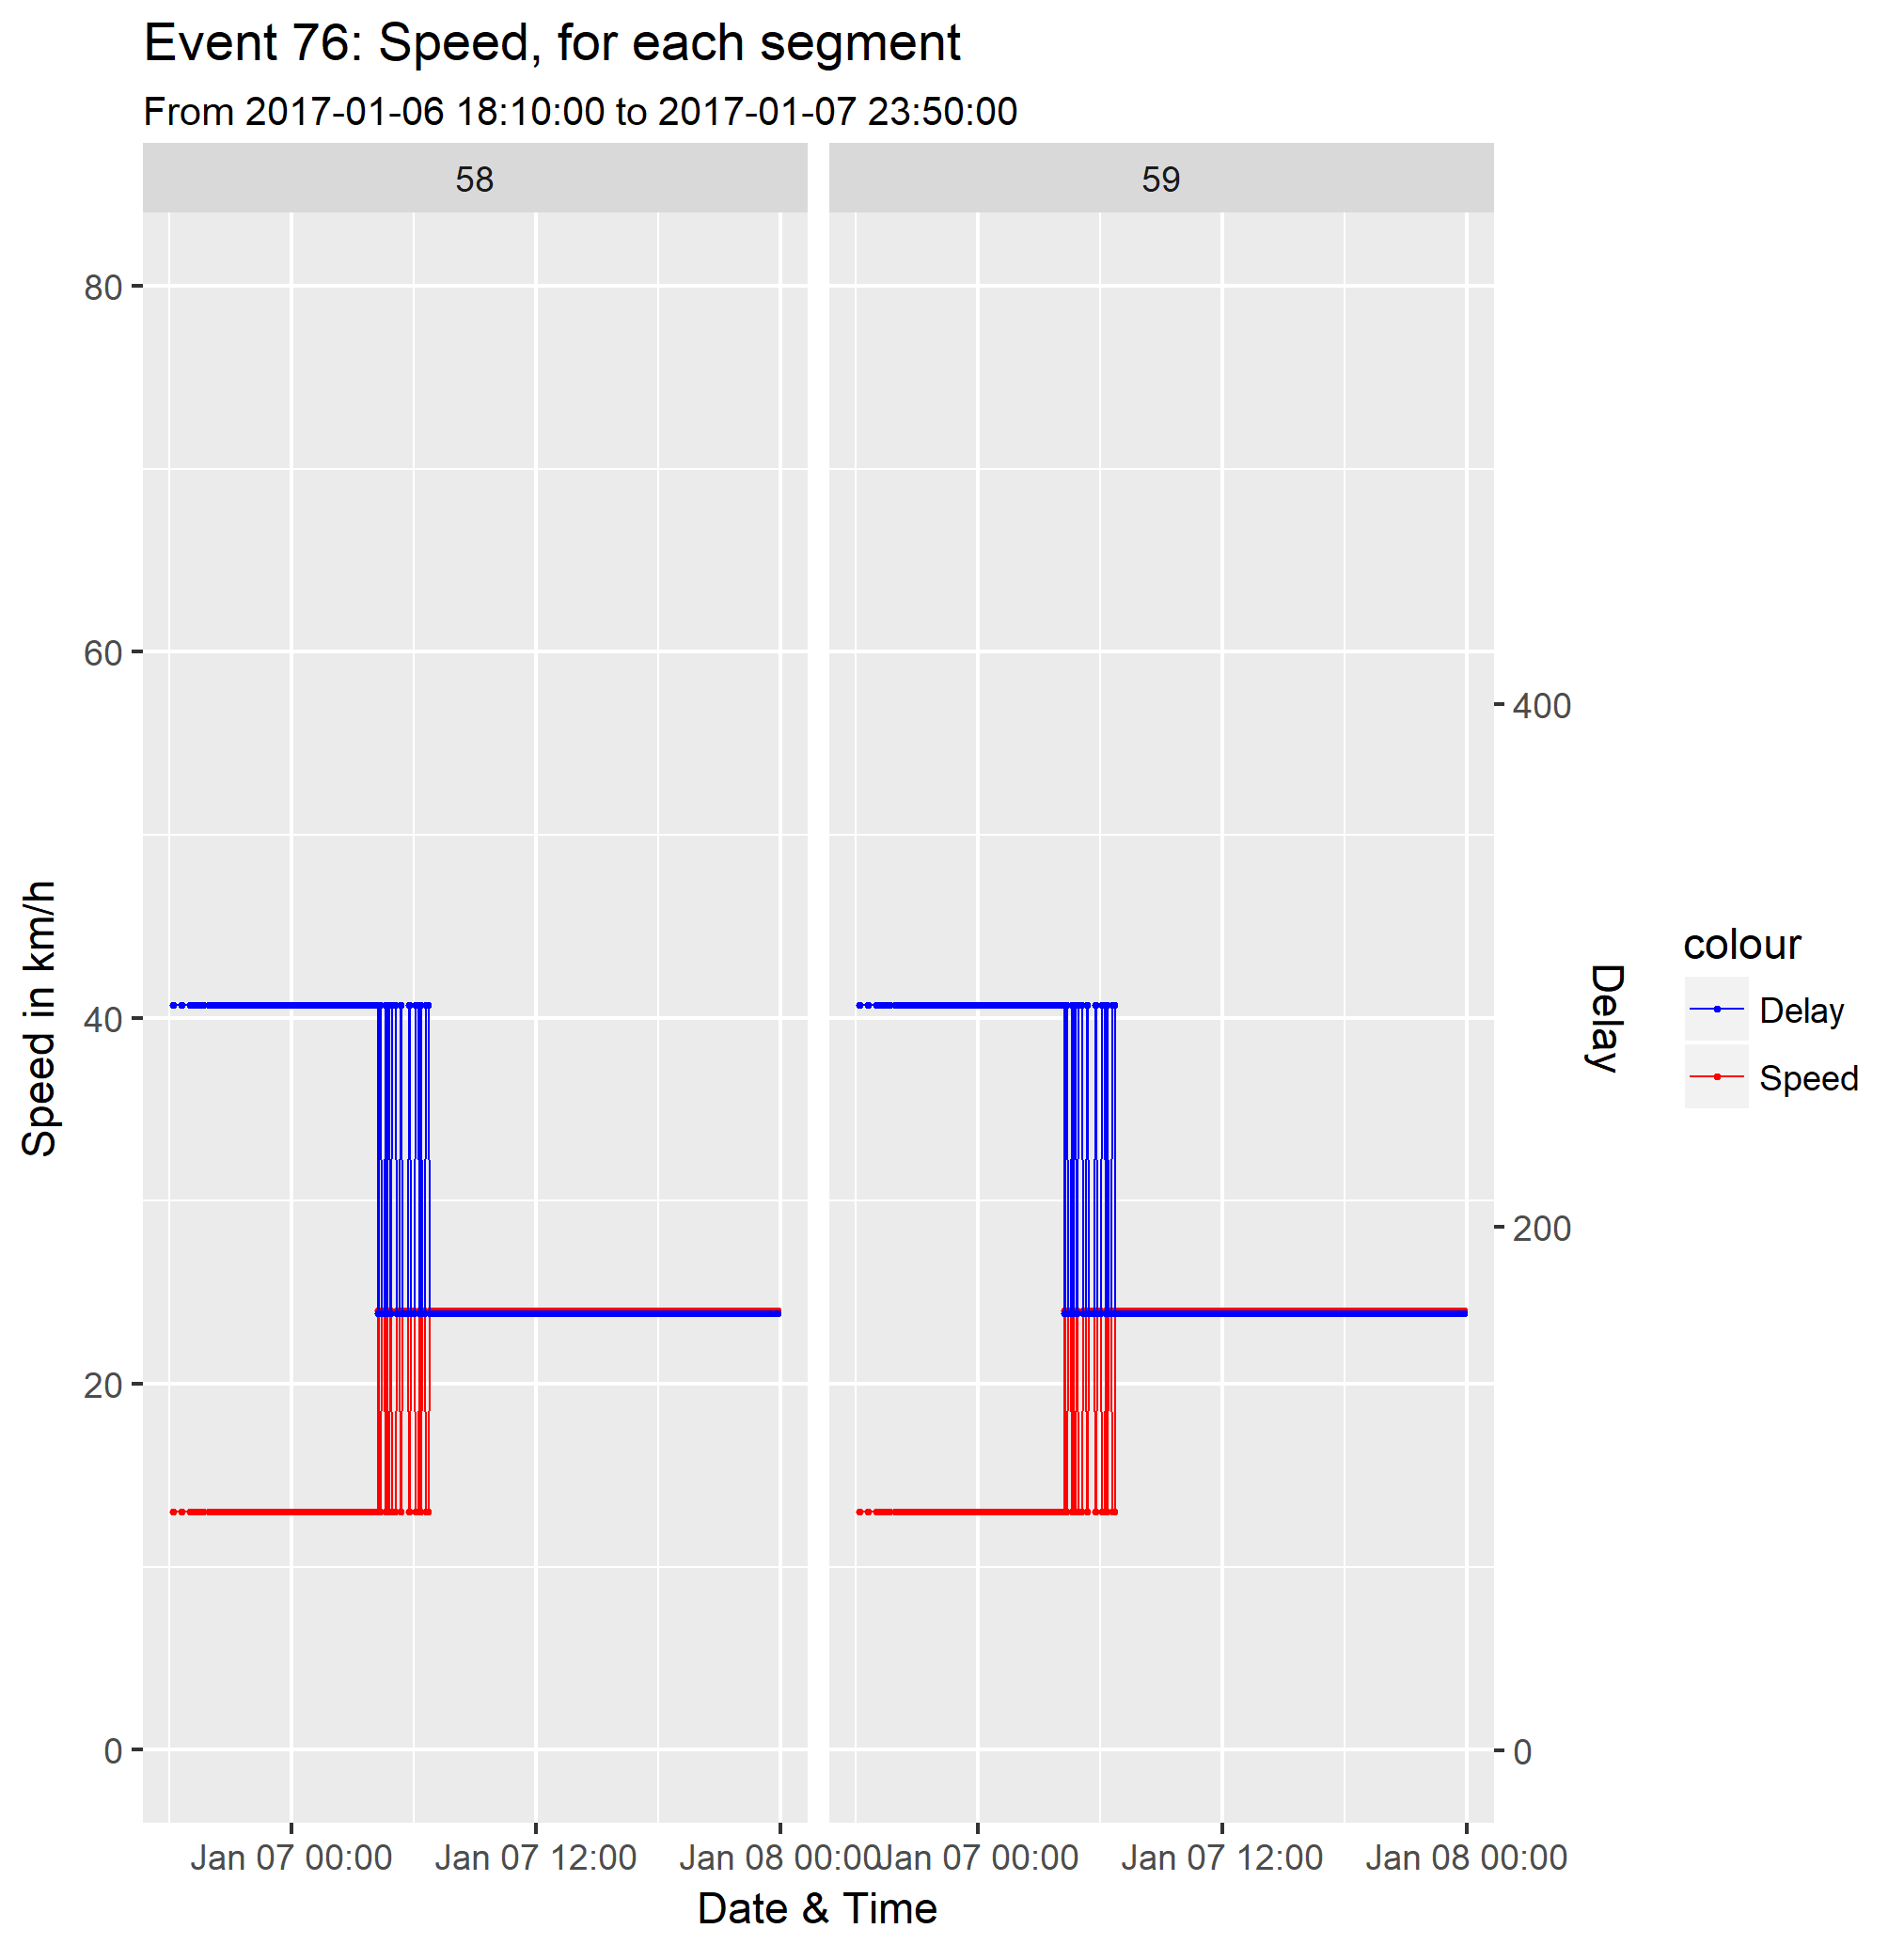 Event 76: Speed, for each segment
From 2017-01-06 18:10:00 to 2017-01-07 23:50:00
58
59
80
60
40
20
0
Speed in km/h
400
200
0
Delay
colour
Delay
Speed
Jan 07 00:00
Jan 07 12:00
Jan 08 00:00
Jan 07 00:00
Jan 07 12:00
Jan 08 00:00
Date & Time